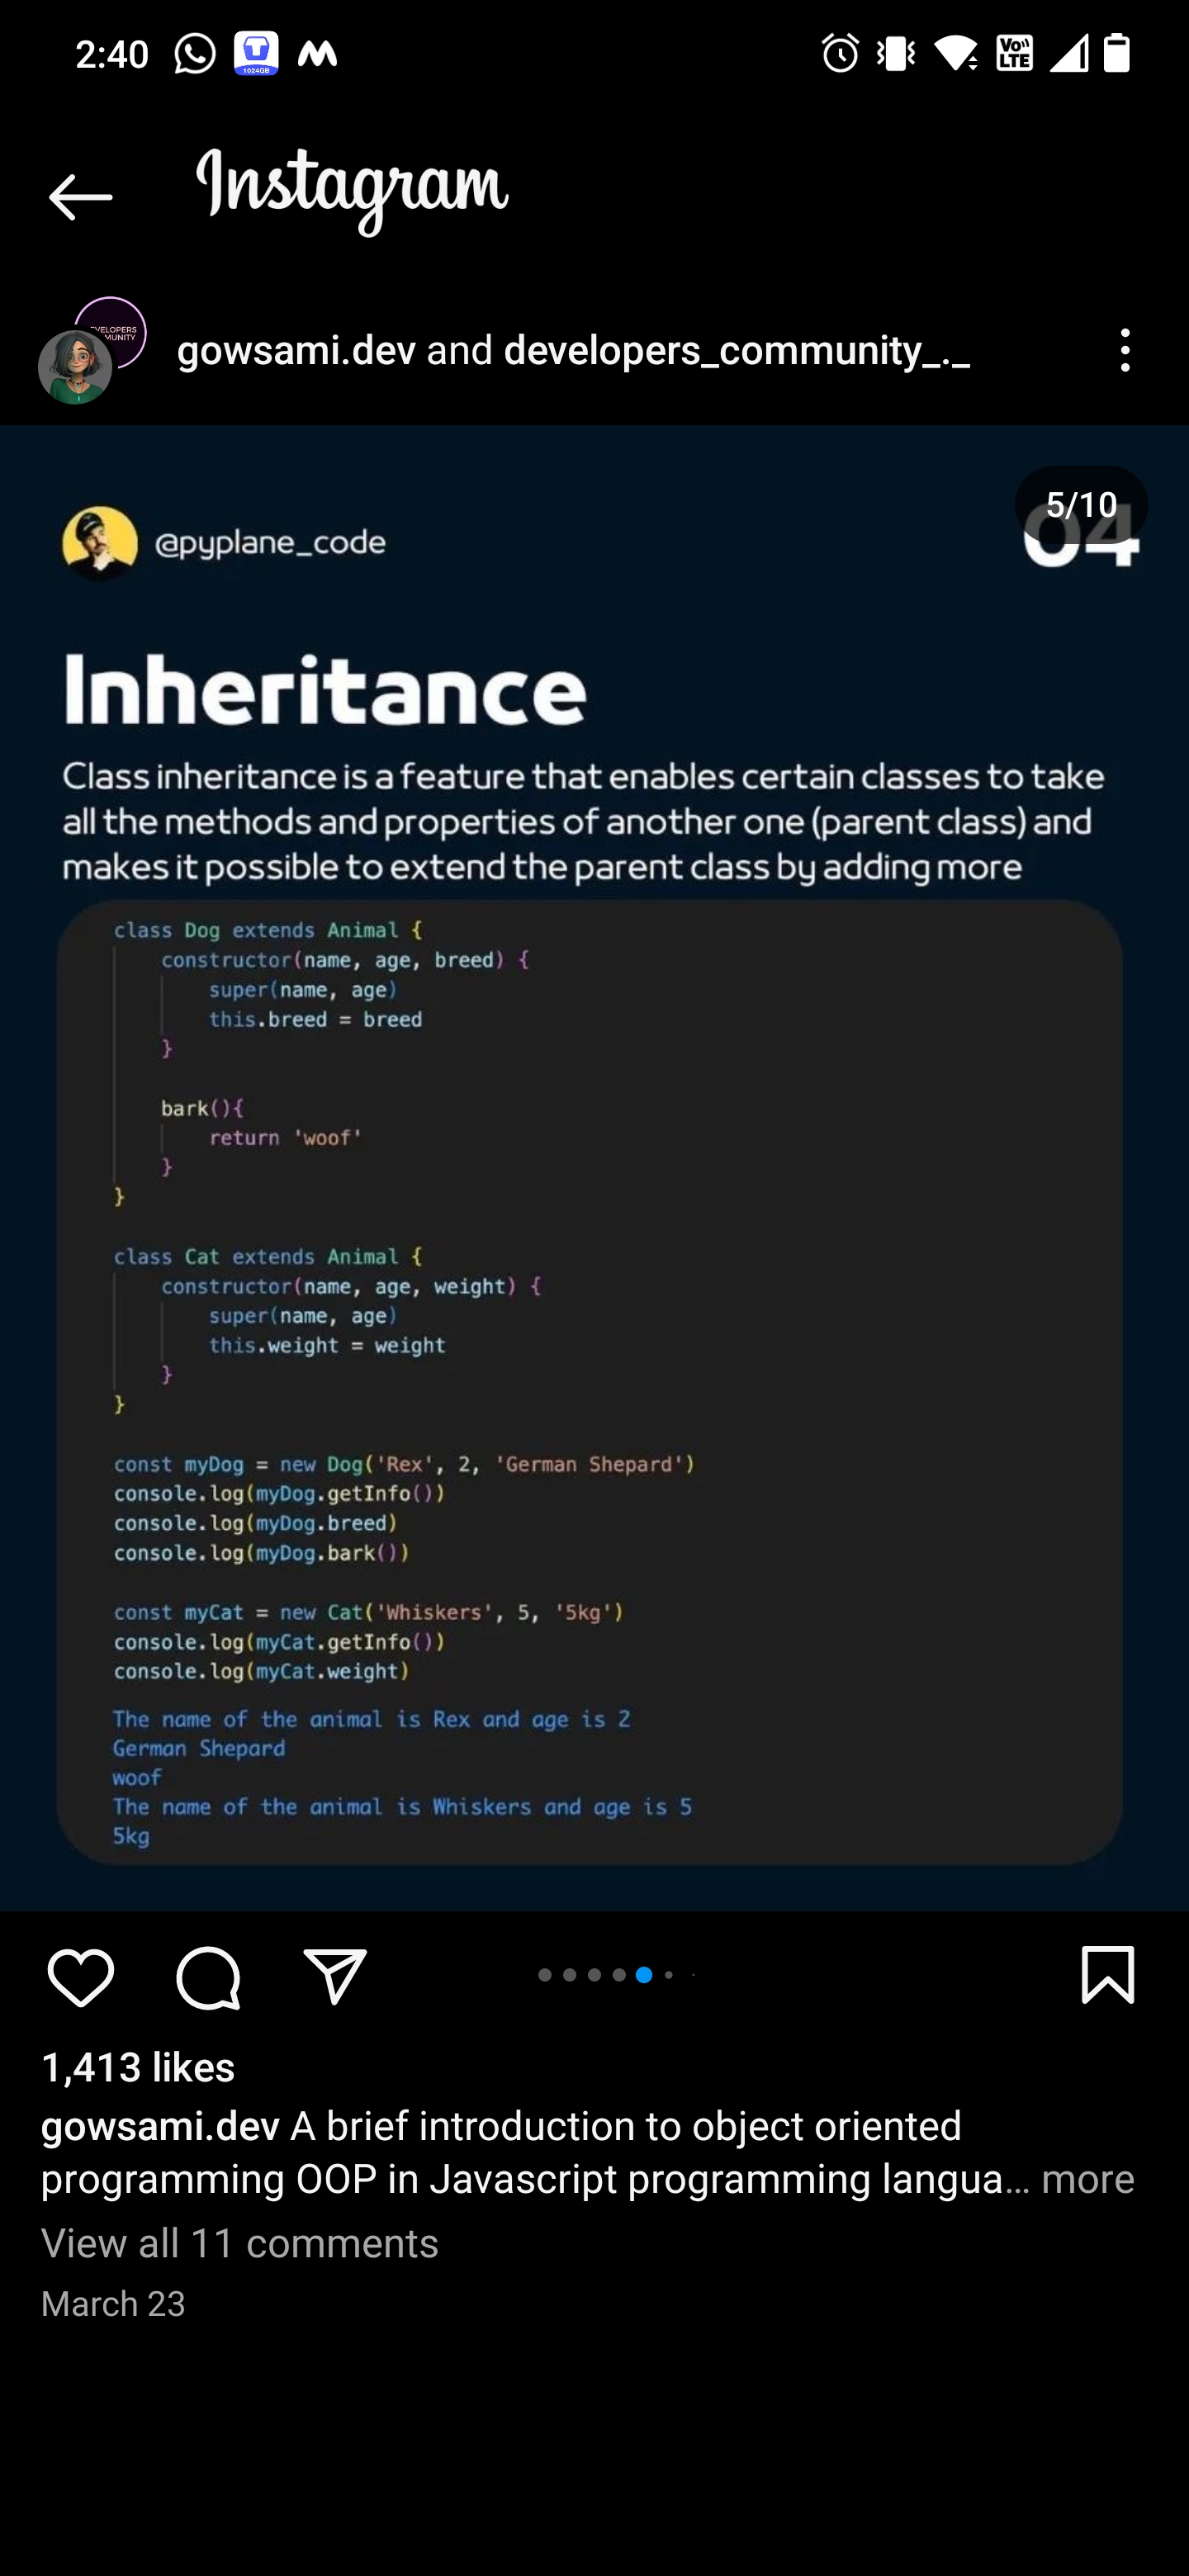 2:40
1024GB
Vo))
LTE
Instagram
VELOPERS
MUNITY
gowsami.dev and developers_community_._
5/10
04
@pyplane_code
Inheritance
Class inheritance is a feature that enables certain classes to take
all the methods and properties of another one (parent class) and
makes it possible to extend the parent class by adding more
class Dog extends Animal {
    constructor(name, age, breed) {
        super(name, age)
        this.breed = breed
    }

    bark(){
        return 'woof'
    }
}

class Cat extends Animal {
    constructor(name, age, weight) {
        super(name, age)
        this.weight = weight
    }
}

const myDog = new Dog('Rex', 2, 'German Shepard')
console.log(myDog.getInfo())
console.log(myDog.breed)
console.log(myDog.bark())

const myCat = new Cat('Whiskers', 5, '5kg')
console.log(myCat.getInfo())
console.log(myCat.weight)
The name of the animal is Rex and age is 2
German Shepard
woof
The name of the animal is Whiskers and age is 5
5kg
1,413 likes
gowsami.dev A brief introduction to object oriented
programming OOP in Javascript programming langua... more
View all 11 comments
March 23